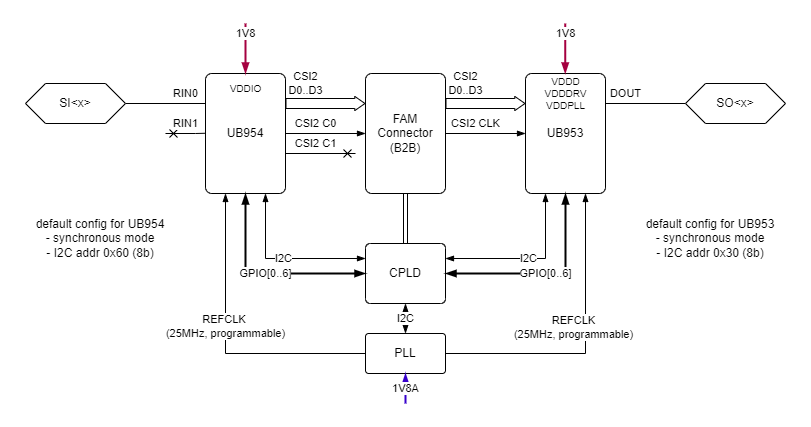 1V8
1V8
SI<x>
RIN0
RIN1
VDDIO
UB954
CSI2
D0..D3
CSI2 C0
CSI2 C1
FAM
Connector
(B2B)
CSI2
D0..D3
CSI2 CLK
VDDD
VDDDRV
VDDPLL
UB953
DOUT
SO<x>
default config for UB954
- synchronous mode
- I2C addr 0x60 (8b)
default config for UB953
- synchronous mode
- I2C addr 0x30 (8b)
I2C
GPIO[0..6]
CPLD
I2C
GPIO[0..6]
I2C
REFCLK
(25MHz, programmable)
REFCLK
(25MHz, programmable)
PLL
1V8A